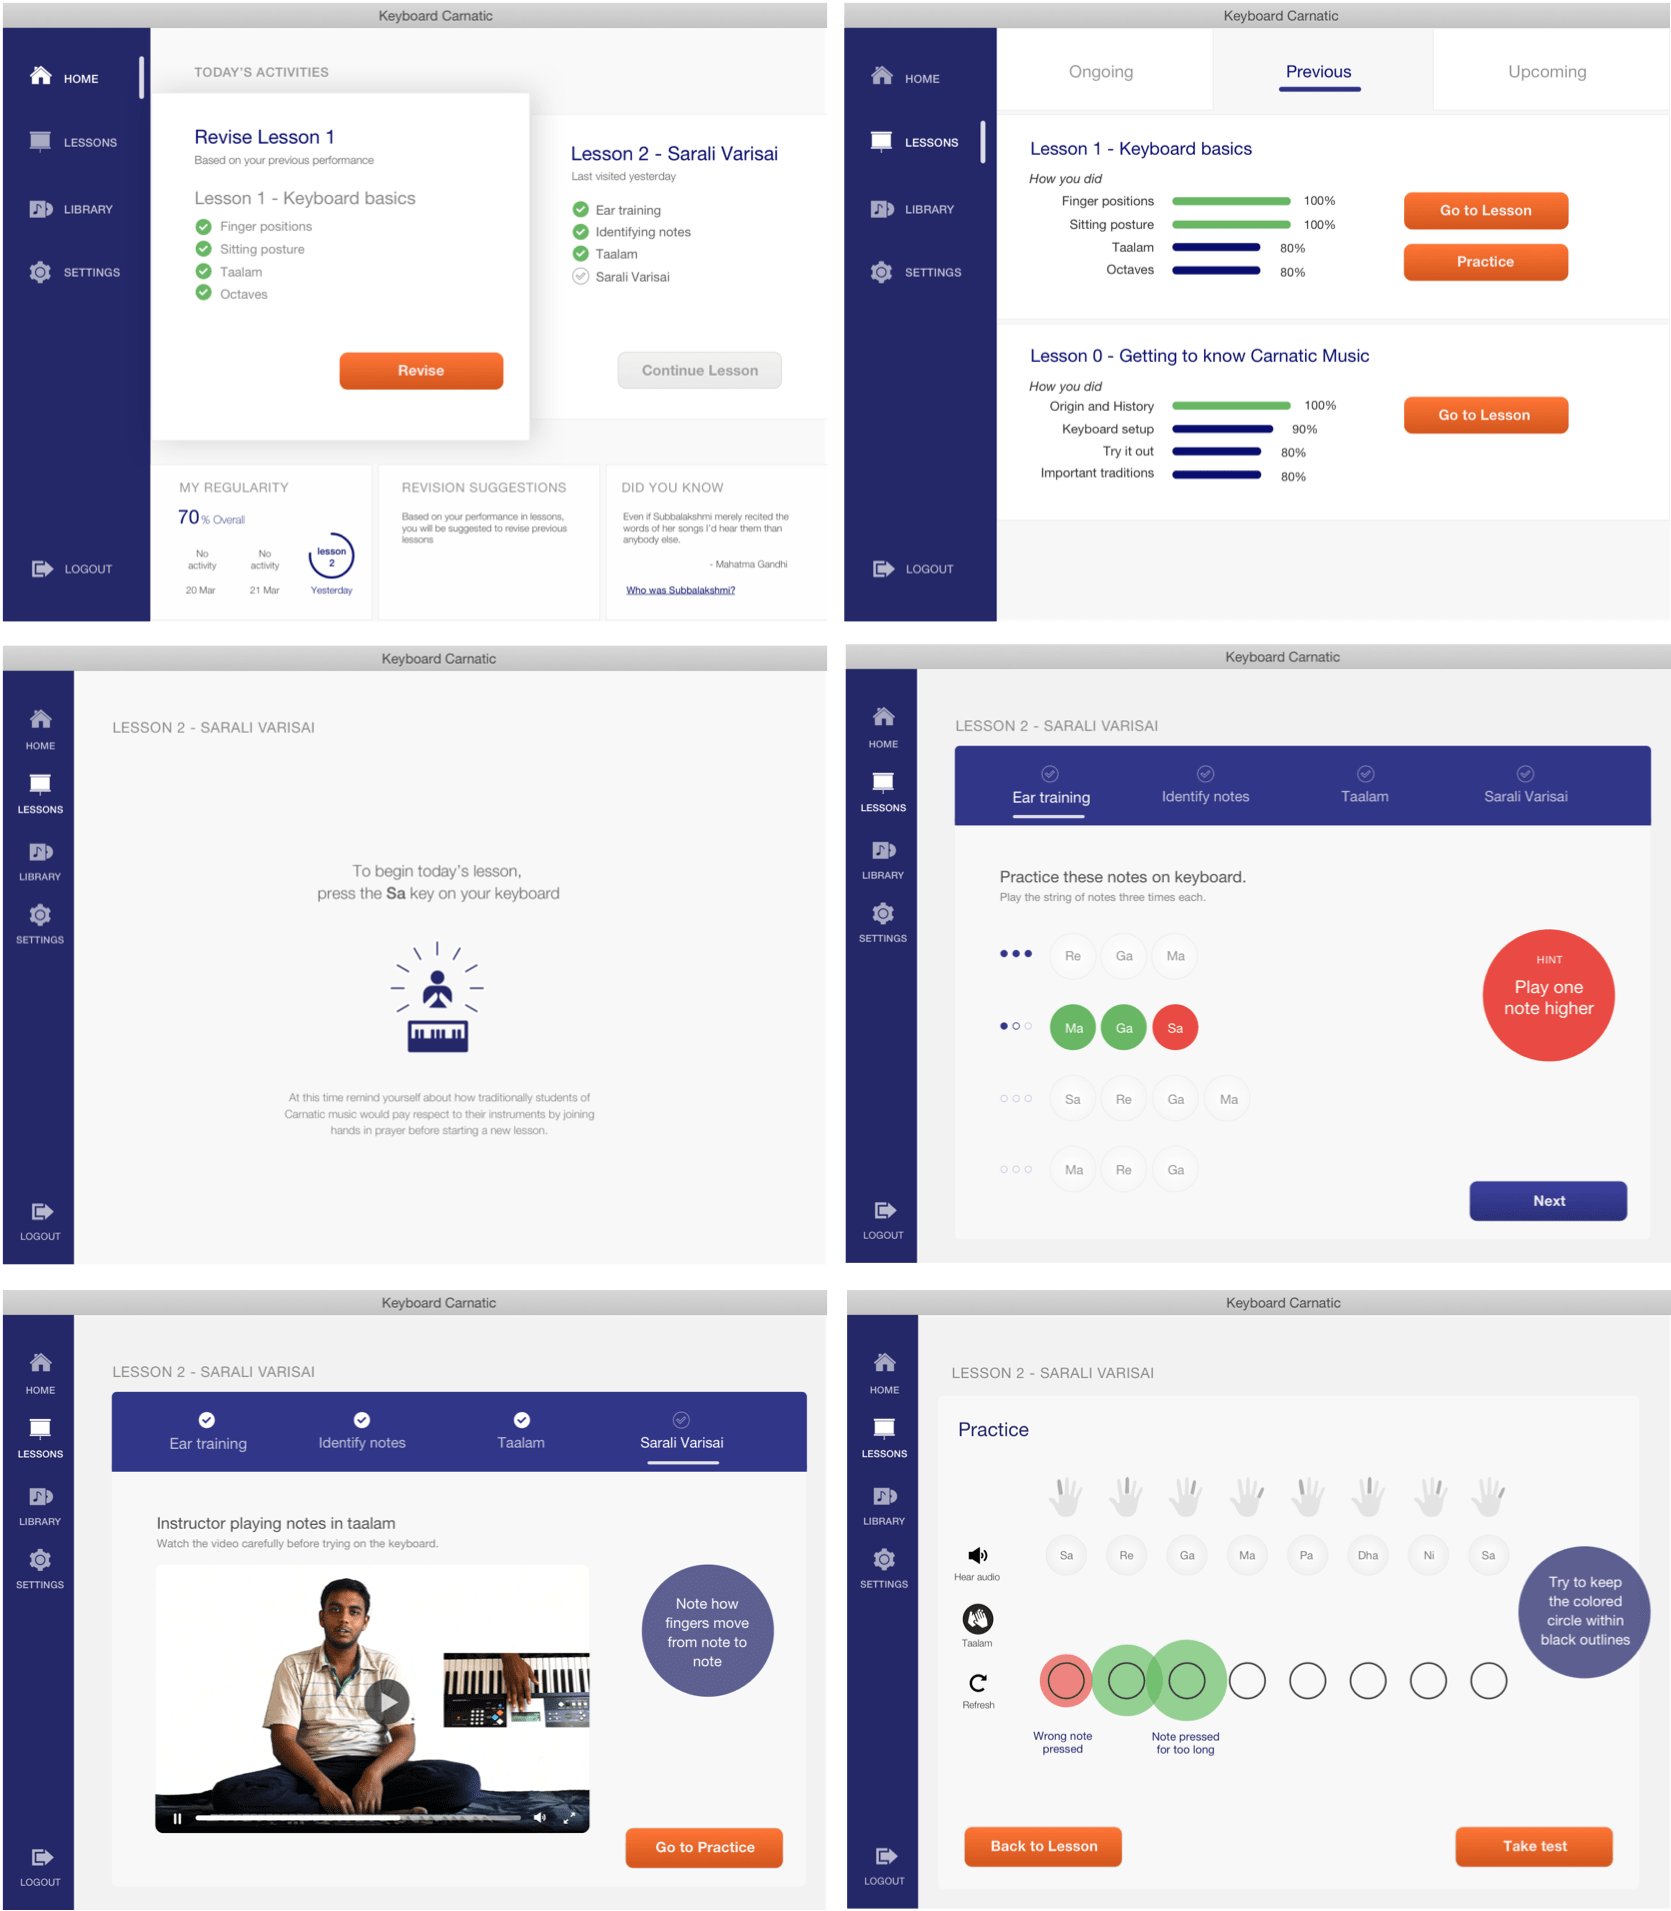 Keyboard Carnatic
HOME
LESSONS
LIBRARY
SETTINGS
LOGOUT
TODAY'S ACTIVITIES
Revise Lesson 1
Based on your previous performance
Lesson 1 - Keyboard basics
Finger positions
Sitting posture
Taalam
Octaves
Revise
Lesson 2 - Sarali Varisai
Last visited yesterday
Ear training
Identifying notes
Taalam
Sarali Varisai
Continue Lesson
MY REGULARITY
70 % Overall
No
activity
20 Mar
No
activity
21 Mar
lesson
2
Yesterday
REVISION SUGGESTIONS
Based on your performance in lessons,
you will be suggested to revise previous
lessons
DID YOU KNOW
Even if Subbalakshmi merely recited the
words of her songs I'd hear them than
anybody else.
- Mahatma Gandhi
Who was Subbalakshmi?
Keyboard Carnatic
HOME
LESSONS
LIBRARY
SETTINGS
LOGOUT
Ongoing
Previous
Upcoming
Lesson 1 - Keyboard basics
How you did
Finger positions 100%
Sitting posture 100%
Taalam 80%
Octaves 80%
Go to Lesson
Practice
Lesson 0 - Getting to know Carnatic Music
How you did
Origin and History 100%
Keyboard setup 90%
Try it out 80%
Important traditions 80%
Go to Lesson
Keyboard Carnatic
HOME
LESSONS
LIBRARY
SETTINGS
LOGOUT
LESSON 2 - SARALI VARISAI
To begin today's lesson,
press the Sa key on your keyboard
At this time remind yourself about how traditionally students of
Carnatic music would pay respect to their instruments by joining
hands in prayer before starting a new lesson.
Keyboard Carnatic
HOME
LESSONS
LIBRARY
SETTINGS
LOGOUT
LESSON 2 - SARALI VARISAI
Ear training
Identify notes
Taalam
Sarali Varisai
Practice these notes on keyboard.
Play the string of notes three times each.
Re Ga Ma
Ma Ga Sa
Sa Re Ga Ma
Ma Re Ga
HINT
Play one
note higher
Next
Keyboard Carnatic
HOME
LESSONS
LIBRARY
SETTINGS
LOGOUT
LESSON 2 - SARALI VARISAI
Ear training
Identify notes
Taalam
Sarali Varisai
Instructor playing notes in taalam
Watch the video carefully before trying on the keyboard.
Note how
fingers move
from note to
note
Go to Practice
Keyboard Carnatic
HOME
LESSONS
LIBRARY
SETTINGS
LOGOUT
LESSON 2 - SARALI VARISAI
Practice
Sa Re Ga Ma Pa Dha Ni Sa
Hear audio
Taalam
Refresh
Try to keep
the colored
circle within
black outlines
Wrong note
pressed
Note pressed
for too long
Back to Lesson
Take test